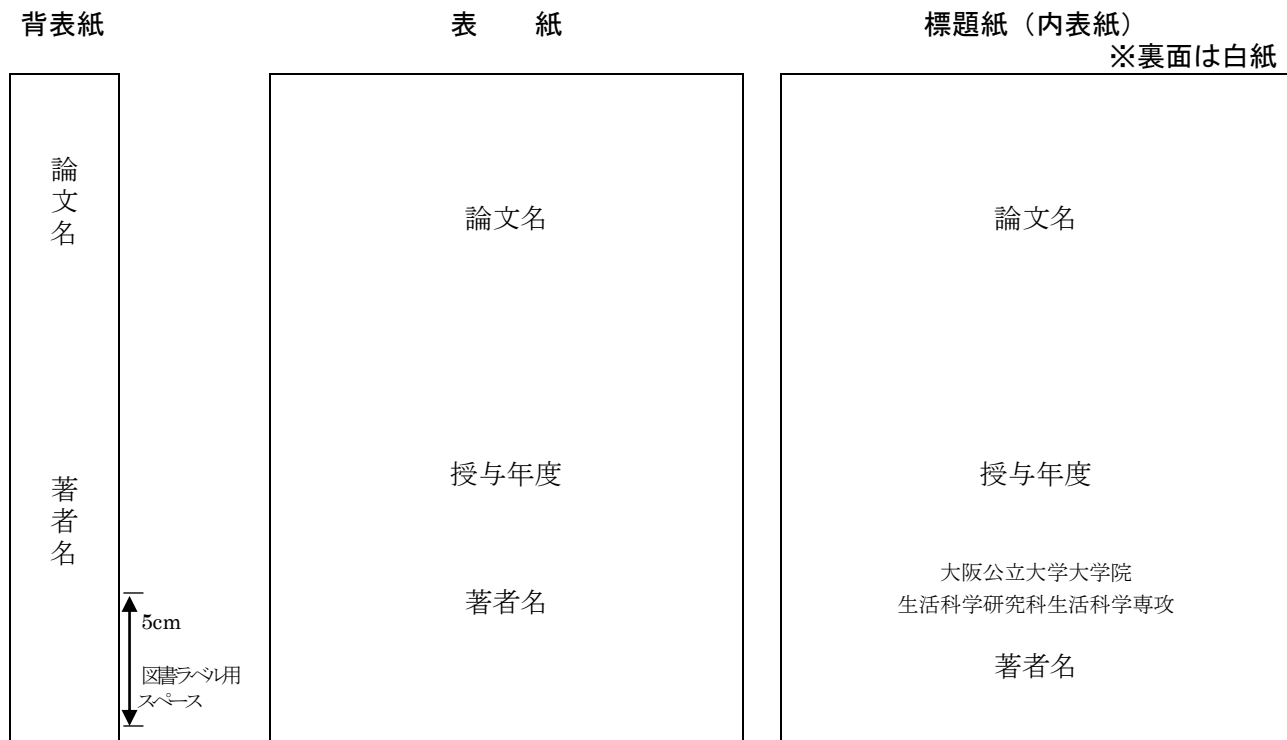 背表紙
表 紙
標題紙（内表紙）
※裏面は白紙
論文名
著者名
5cm
図書ラベル用
スペース
論文名
授与年度
著者名
論文名
授与年度
大阪公立大学大学院
生活科学研究科生活科学専攻
著者名